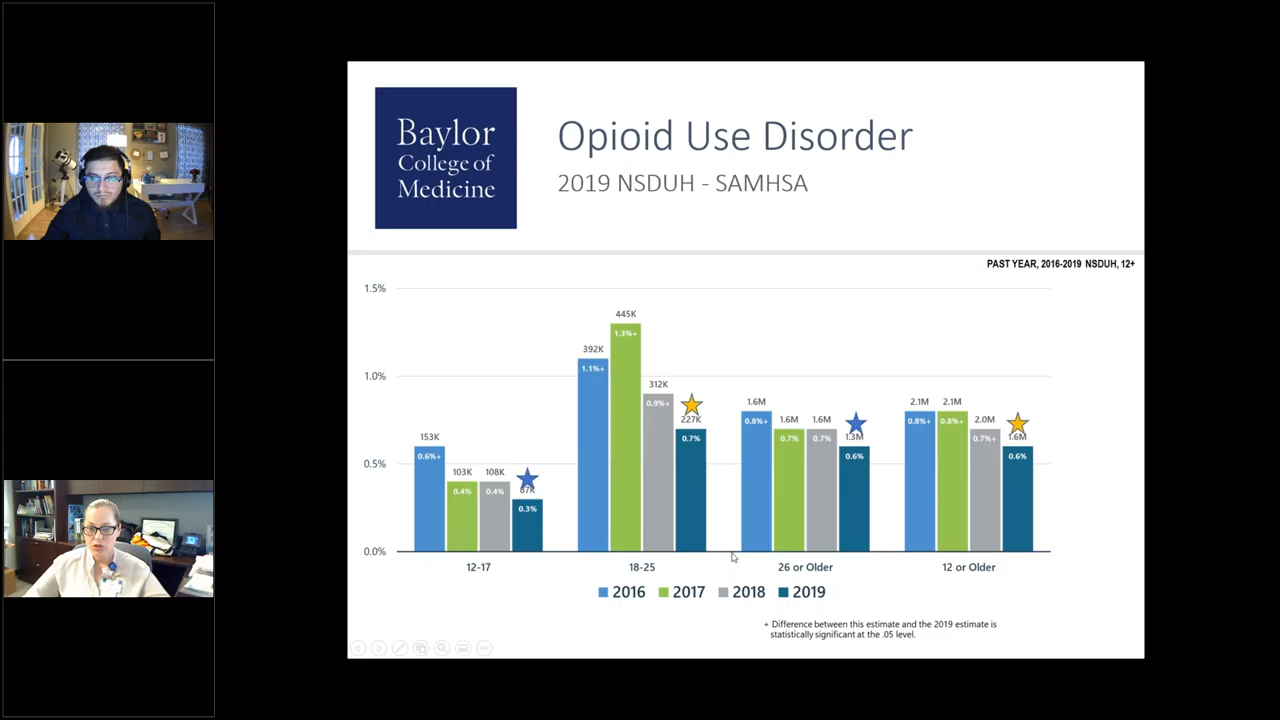 Baylor
College of
Medicine
Opioid Use Disorder
2019 NSDUH - SAMHSA
PAST YEAR, 2016-2019 NSDUH, 12+
1.5%
1.0%
0.5%
0.0%
153K
0.6%+
103K
0.4%
108K
0.4%
87K
0.3%
392K
1.1%+
445K
1.3%+
312K
0.9%+
227K
0.7%
1.6M
0.8%+
1.6M
0.7%
1.6M
0.7%
1.3M
0.6%
2.1M
0.8%+
2.1M
0.8%+
2.0M
0.7%+
1.6M
0.6%
12-17
18-25
26 or Older
12 or Older
2016 2017 2018 2019
+ Difference between this estimate and the 2019 estimate is
statistically significant at the .05 level.